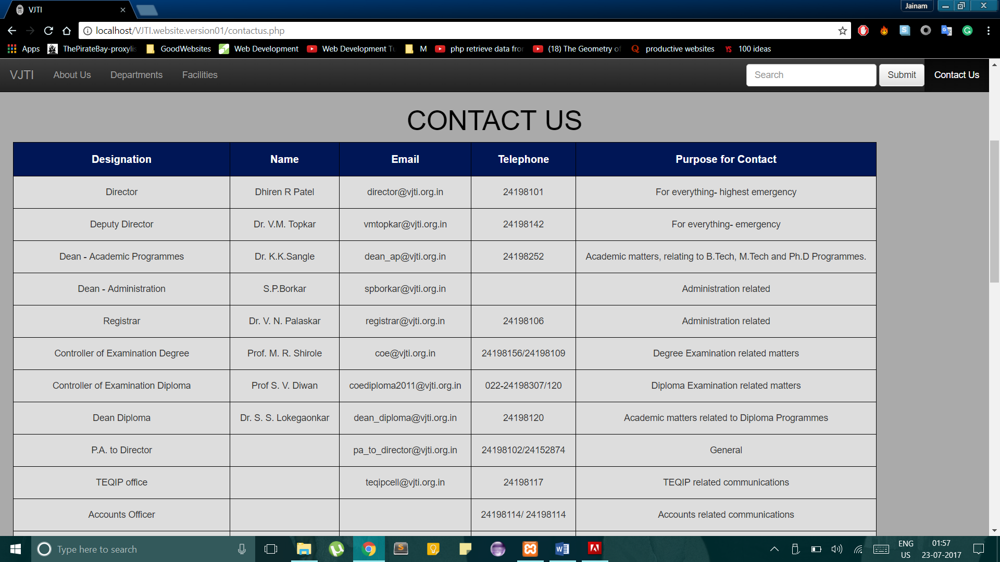 VJTI
Jainam
localhost/VJTI.website.version01/contactus.php
Apps ThePirateBay-proxylis GoodWebsites Web Development Web Development Tu M php retrieve data from (18) The Geometry of productive websites 100 ideas
VJTI About Us Departments Facilities Search Submit Contact Us
CONTACT US
Designation Name Email Telephone Purpose for Contact
Director Dhiren R Patel director@vjti.org.in 24198101 For everything- highest emergency
Deputy Director Dr. V.M. Topkar vmtopkar@vjti.org.in 24198142 For everything- emergency
Dean - Academic Programmes Dr. K.K.Sangle dean_ap@vjti.org.in 24198252 Academic matters, relating to B.Tech, M.Tech and Ph.D Programmes.
Dean - Administration S.P.Borkar spborkar@vjti.org.in Administration related
Registrar Dr. V. N. Palaskar registrar@vjti.org.in 24198106 Administration related
Controller of Examination Degree Prof. M. R. Shirole coe@vjti.org.in 24198156/24198109 Degree Examination related matters
Controller of Examination Diploma Prof S. V. Diwan coediploma2011@vjti.org.in 022-24198307/120 Diploma Examination related matters
Dean Diploma Dr. S. S. Lokegaonkar dean_diploma@vjti.org.in 24198120 Academic matters related to Diploma Programmes
P.A. to Director pa_to_director@vjti.org.in 24198102/24152874 General
TEQIP office teqipcell@vjti.org.in 24198117 TEQIP related communications
Accounts Officer 24198114/ 24198114 Accounts related communications
Type here to search ENG 01:57
US 23-07-2017